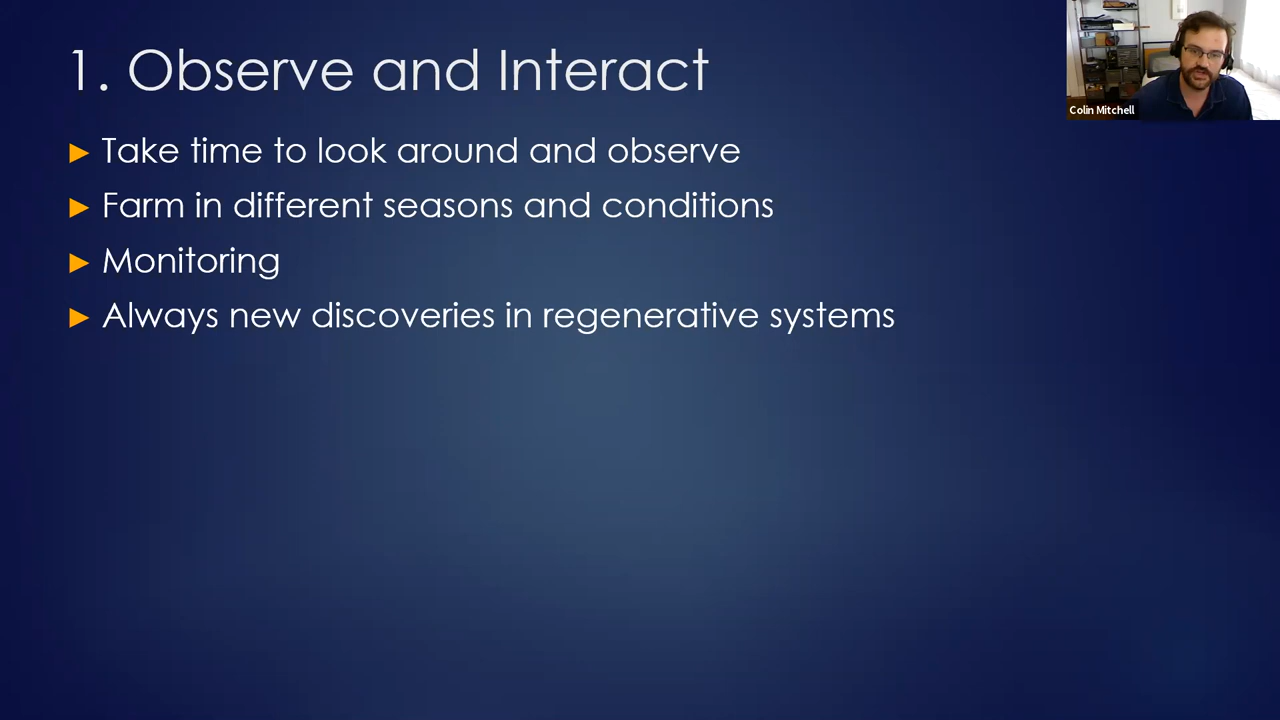 1. Observe and Interact
Colin Mitchell
Take time to look around and observe
Farm in different seasons and conditions
Monitoring
Always new discoveries in regenerative systems